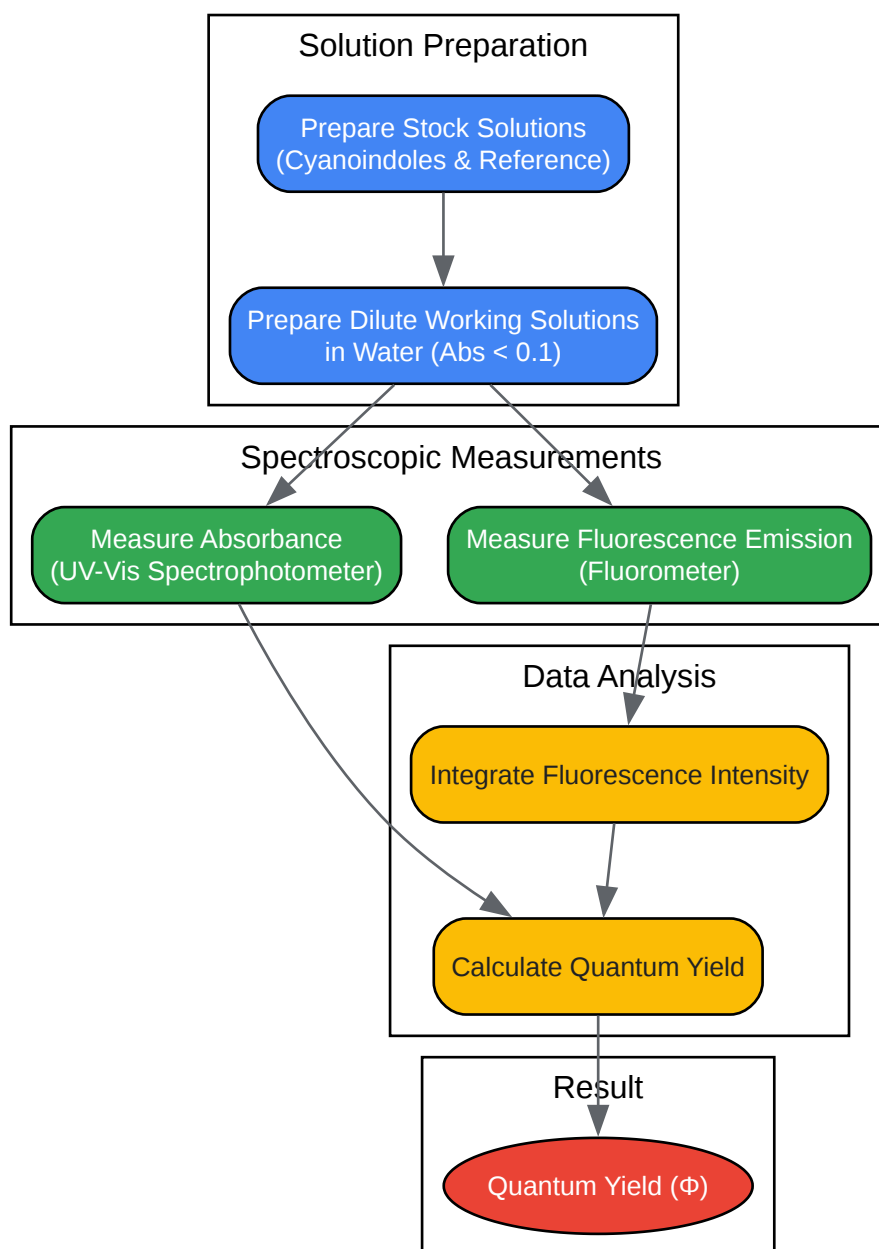 Solution Preparation
Prepare Stock Solutions
(Cyanoindoles & Reference)
Prepare Dilute Working Solutions
in Water (Abs < 0.1)
Spectroscopic Measurements
Measure Absorbance
(UV-Vis Spectrophotometer)
Measure Fluorescence Emission
(Fluorometer)
Data Analysis
Integrate Fluorescence Intensity
Calculate Quantum Yield
Result
Quantum Yield (Φ)